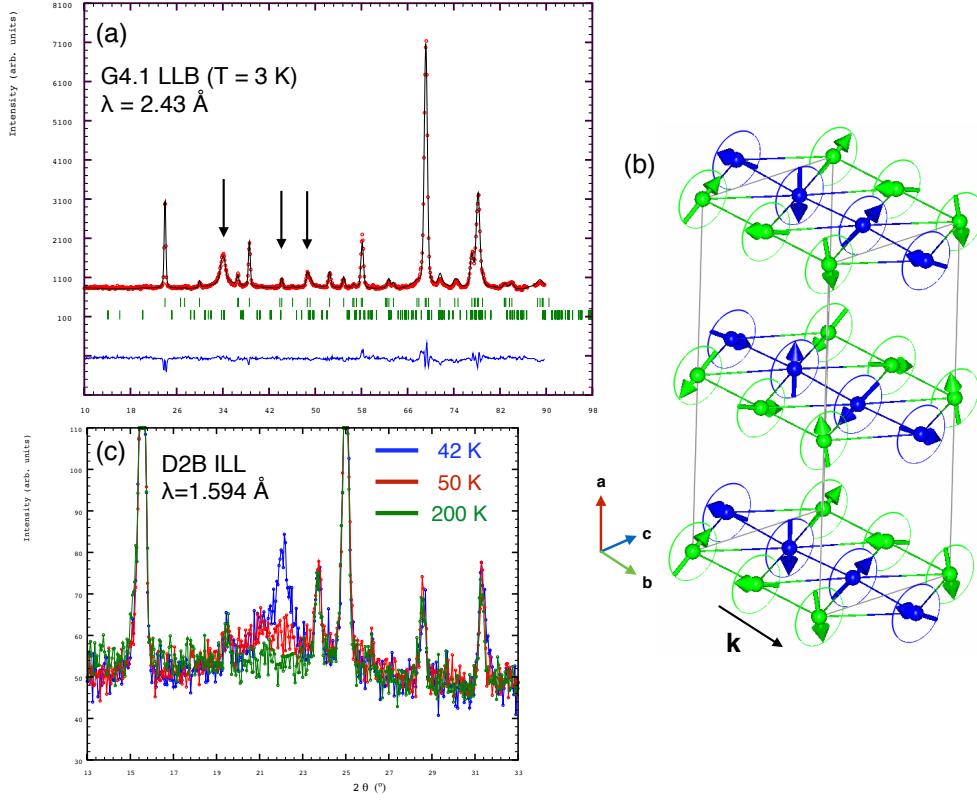 (a)
G4.1 LLB (T = 3 K)
λ = 2.43 Å
Intensity (arb. units)
8100
7100
6100
5100
4100
3100
2100
1100
100
10 18 26 34 42 50 58 66 74 82 90 98
(b)
a
c
b
k
(c)
D2B ILL
λ=1.594 Å
42 K
50 K
200 K
Intensity (arb. units)
110
100
90
80
70
60
50
40
30
13 15 17 19 21 23 25 27 29 31 33
2 θ (º)